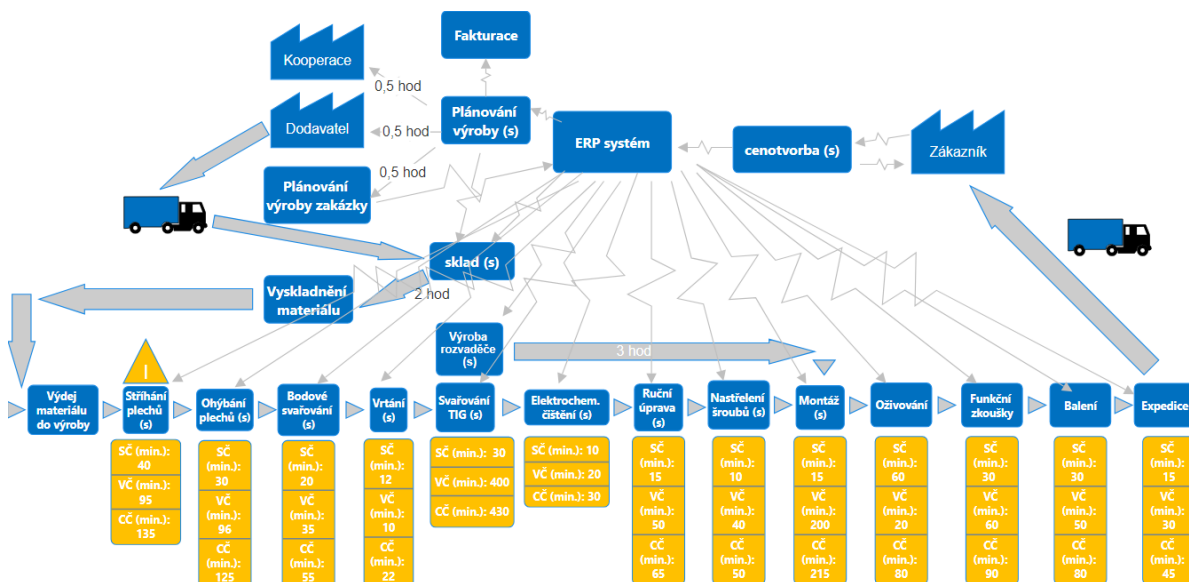 Fakturace
Kooperace
0,5 hod
Plánování
výroby (s)
ERP systém
Dodavatel
0,5 hod
cenotvorba (s)
Zákazník
0,5 hod
Plánování
výroby zakázky
sklad (s)
2 hod
Vyskladnění
materiálu
Výroba
rozvaděče
(s)
3 hod
I
Výdej
materiálu
do výroby
Stříhání
plechů
(s)
Ohýbání
plechů (s)
Bodové
svařování (s)
Vrtání (s)
Svařování
TIG (s)
Elektrochem.
čištění (s)
Ruční
úprava
(s)
Nastřelení
šroubů (s)
Montáž (s)
Oživování
Funkční
zkoušky
Balení
Expedice
SČ (min.):
40
VČ (min.):
95
CČ (min.):
135
SČ
(min.):
30
VČ
(min.):
96
CČ
(min.):
125
SČ
(min.):
20
VČ
(min.):
35
CČ
(min.):
55
SČ
(min.):
12
VČ
(min.):
10
CČ
(min.):
22
SČ (min.): 30
VČ (min.): 400
CČ (min.): 430
SČ (min.): 10
VČ (min.): 20
CČ (min.): 30
SČ
(min.):
15
VČ
(min.):
50
CČ
(min.):
65
SČ
(min.):
10
VČ
(min.):
40
CČ
(min.):
50
SČ
(min.):
15
VČ
(min.):
200
CČ
(min.):
215
SČ
(min.):
60
VČ
(min.):
20
CČ
(min.):
80
SČ
(min.):
30
VČ
(min.):
60
CČ
(min.):
90
SČ
(min.):
30
VČ
(min.):
50
CČ
(min.):
80
SČ
(min.):
15
VČ
(min.):
30
CČ
(min.):
45